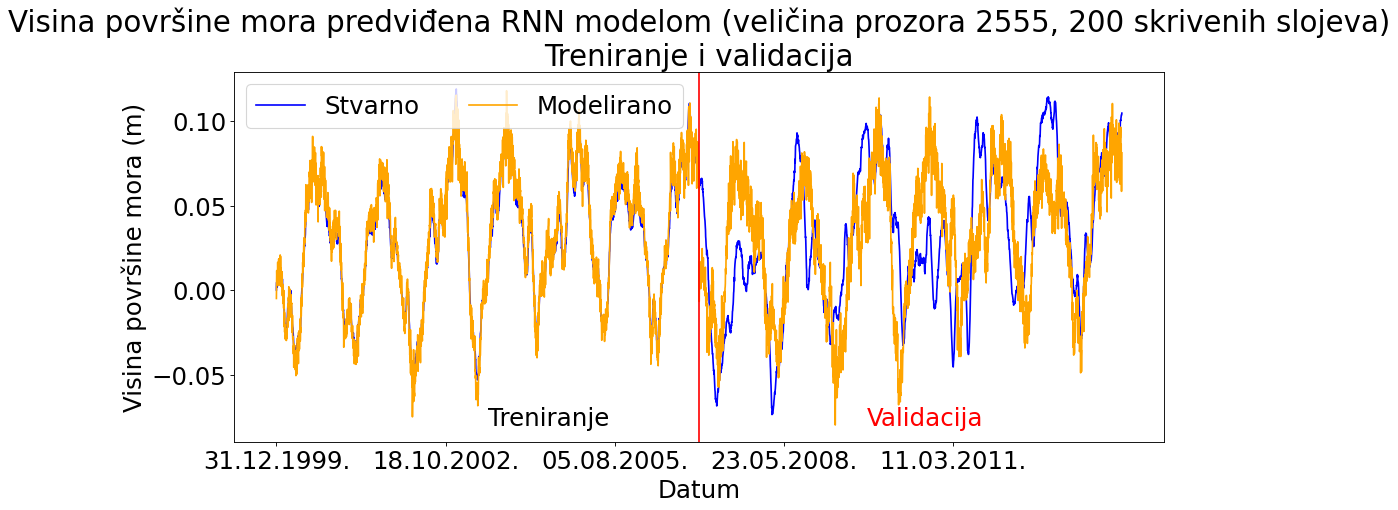 Visina površine mora predviđena RNN modelom (veličina prozora 2555, 200 skrivenih slojeva)
Treniranje i validacija
Stvarno Modelirano
Visina površine mora (m)
0.10
0.05
0.00
−0.05
Treniranje Validacija
31.12.1999. 18.10.2002. 05.08.2005. 23.05.2008. 11.03.2011.
Datum